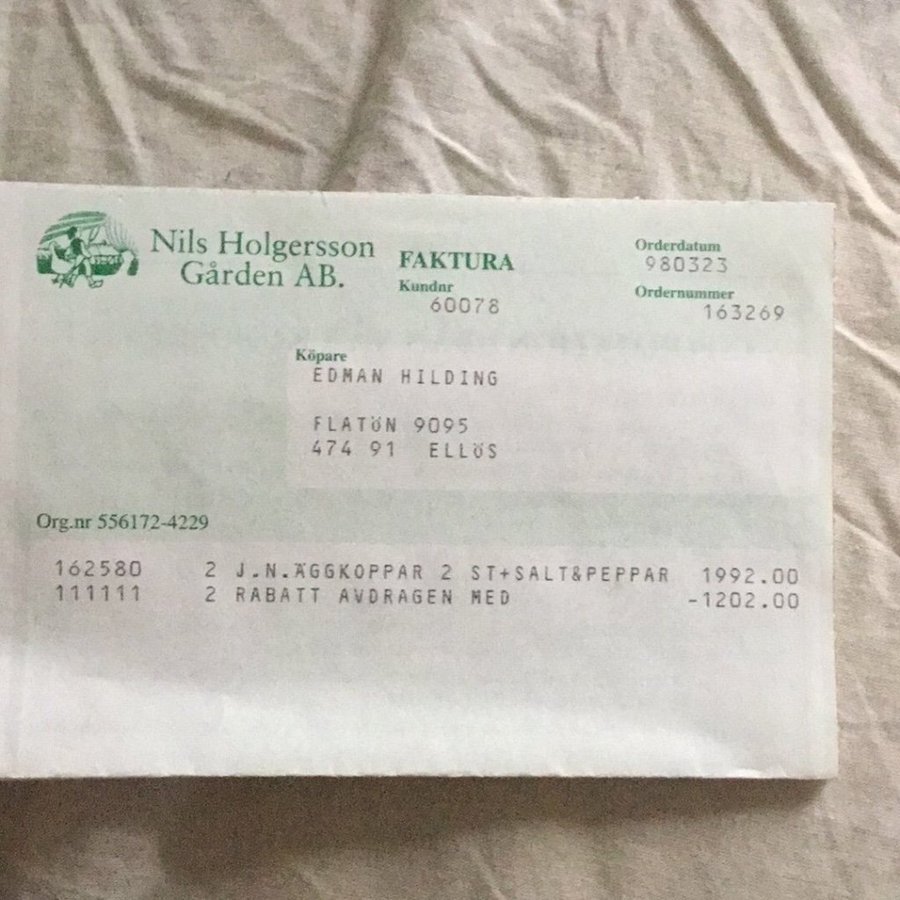 Nils Holgersson
Gården AB.
FAKTURA
Kundnr
60078
Orderdatum
980323
Ordernummer
163269
Köpare
EDMAN HILDING
FLATöN 9095
474 91 ELLöS
Org.nr 556172-4229
162580 2 J.N.ÄGGKOPPAR 2 ST+SALT&PEPPAR 1992.00
111111 2 RABATT AVDRAGEN MED -1202.00